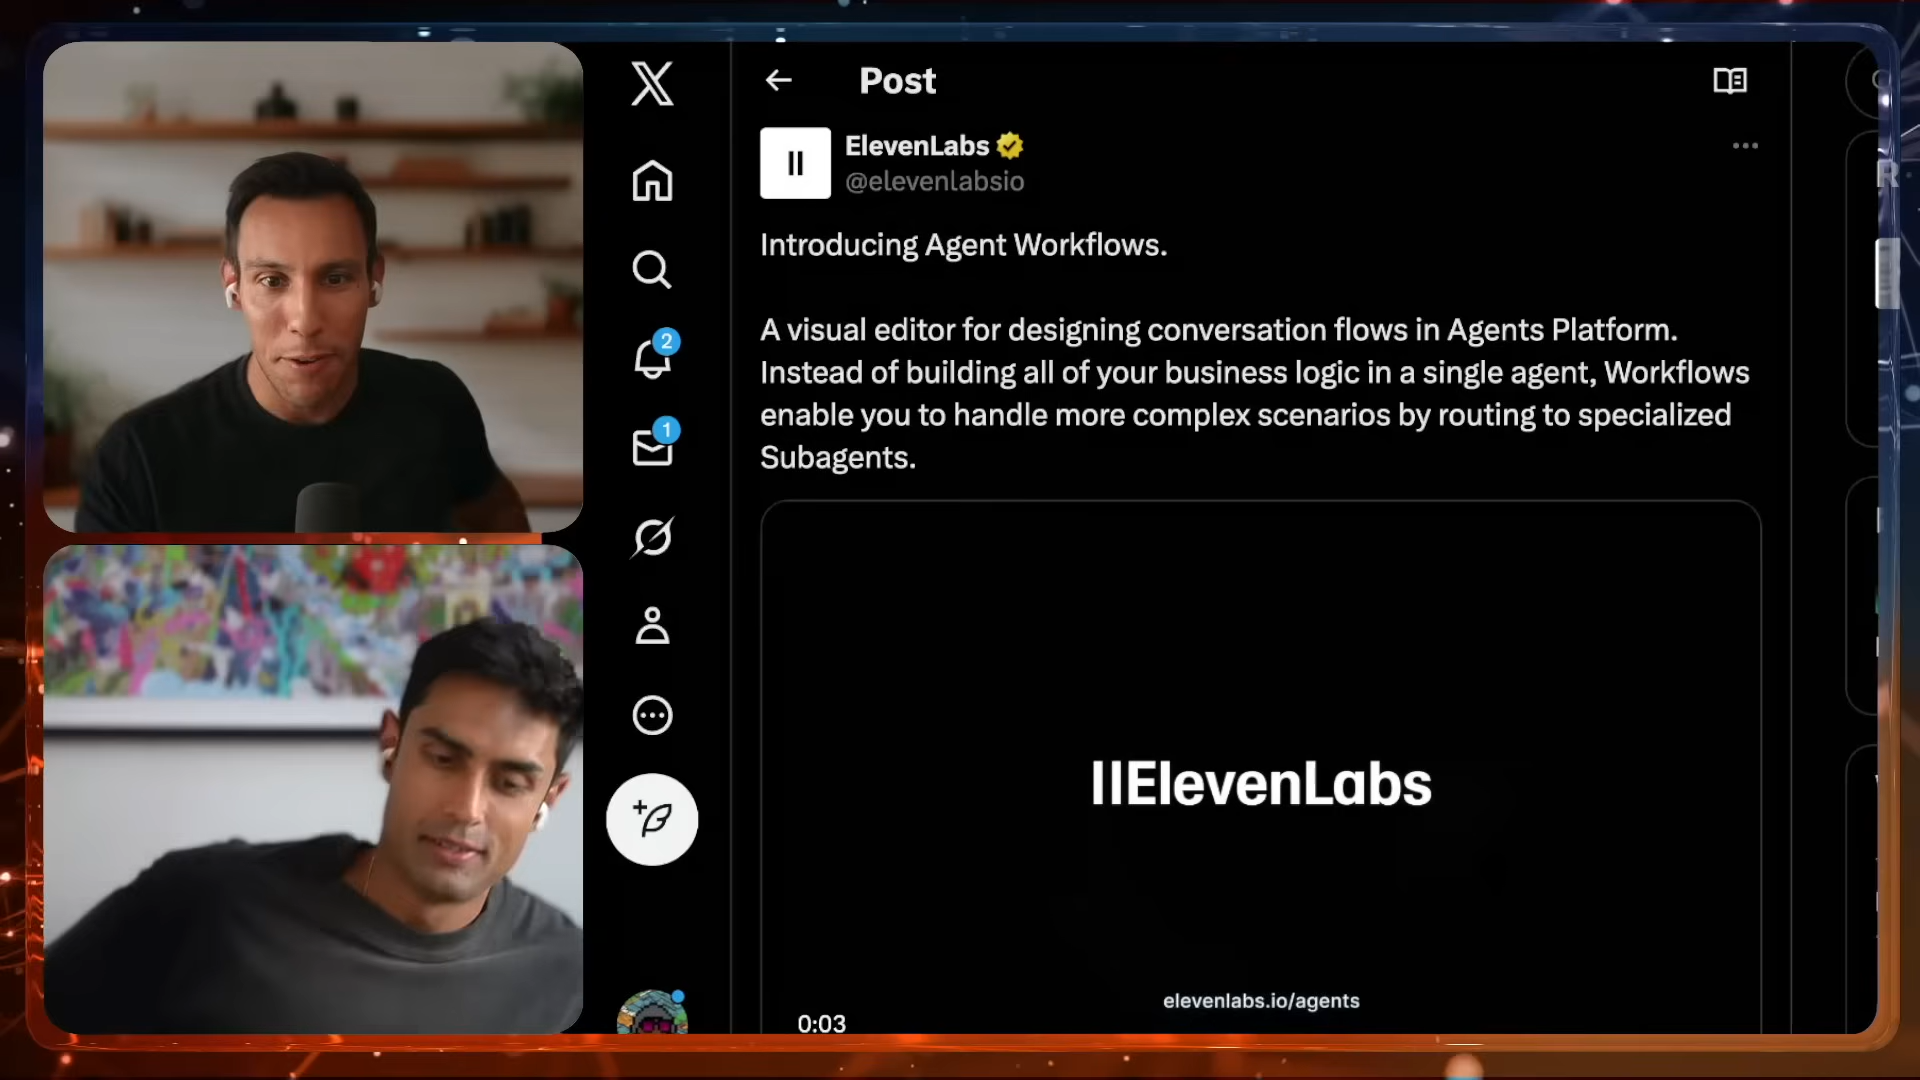 Post
ElevenLabs
@elevenlabsio
Introducing Agent Workflows.
A visual editor for designing conversation flows in Agents Platform.
Instead of building all of your business logic in a single agent, Workflows
enable you to handle more complex scenarios by routing to specialized
Subagents.
2
1
IIElevenLabs
elevenlabs.io/agents
0:03
R